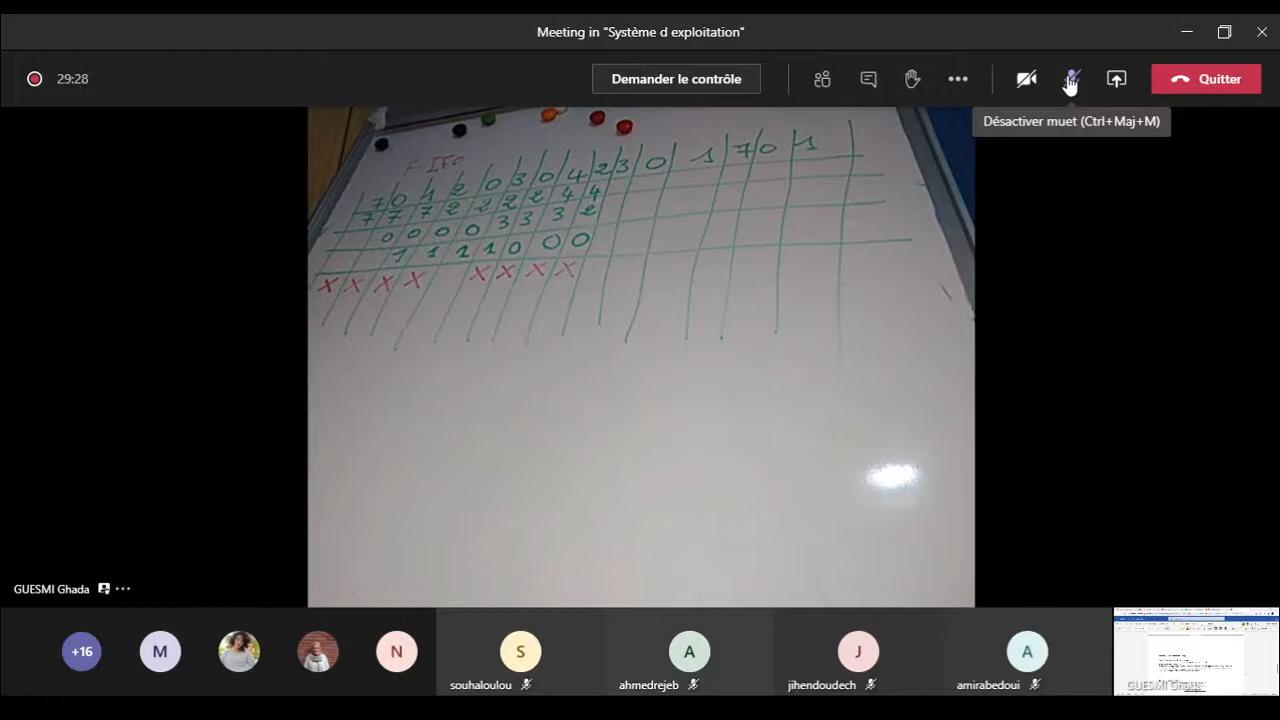 Meeting in "Système d exploitation"
29:28
Demander le contrôle
Quitter
Désactiver muet (Ctrl+Maj+M)
FIFO
7 0 1 2 0 3 0 4 2 3 0 1 7 0 1
7 7 7 2 2 2 2 4 4
0 0 0 0 3 3 3 2
1 1 1 1 0 0 0
X X X X X X X X
GUESMI Ghada
+16
M
N
S
A
J
A
souhaloulou
ahmedrejeb
jihendoudech
amirabedoui
GUESMI Ghada